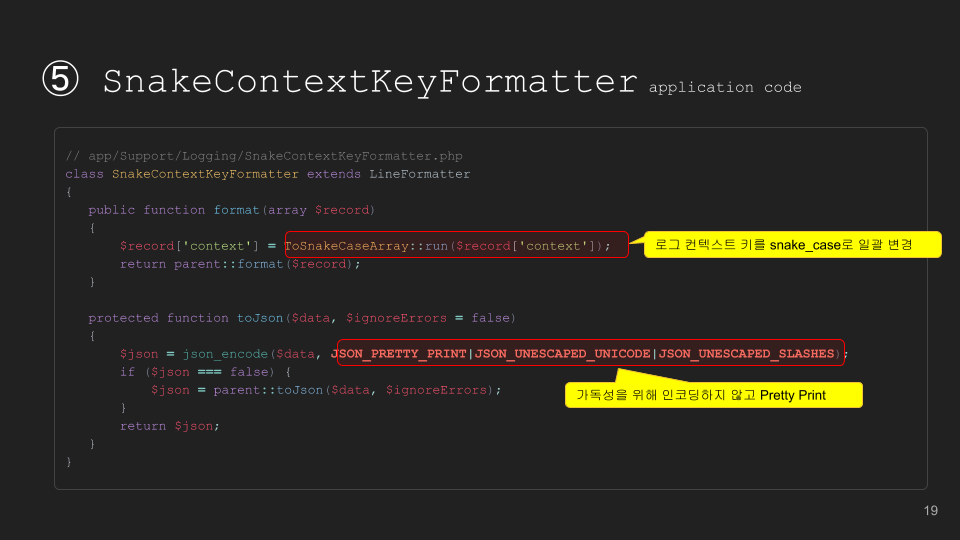 ⑤ SnakeContextKeyFormatter application code
// app/Support/Logging/SnakeContextKeyFormatter.php
class SnakeContextKeyFormatter extends LineFormatter
{
public function format(array $record)
{
$record['context'] = ToSnakeCaseArray::run($record['context']);
로그 컨텍스트 키를 snake_case로 일괄 변경
return parent::format($record);
}
protected function toJson($data, $ignoreErrors = false)
{
$json = json_encode($data, JSON_PRETTY_PRINT|JSON_UNESCAPED_UNICODE|JSON_UNESCAPED_SLASHES);
if ($json === false) {
$json = parent::toJson($data, $ignoreErrors);
가독성을 위해 인코딩하지 않고 Pretty Print
}
return $json;
}
}
19